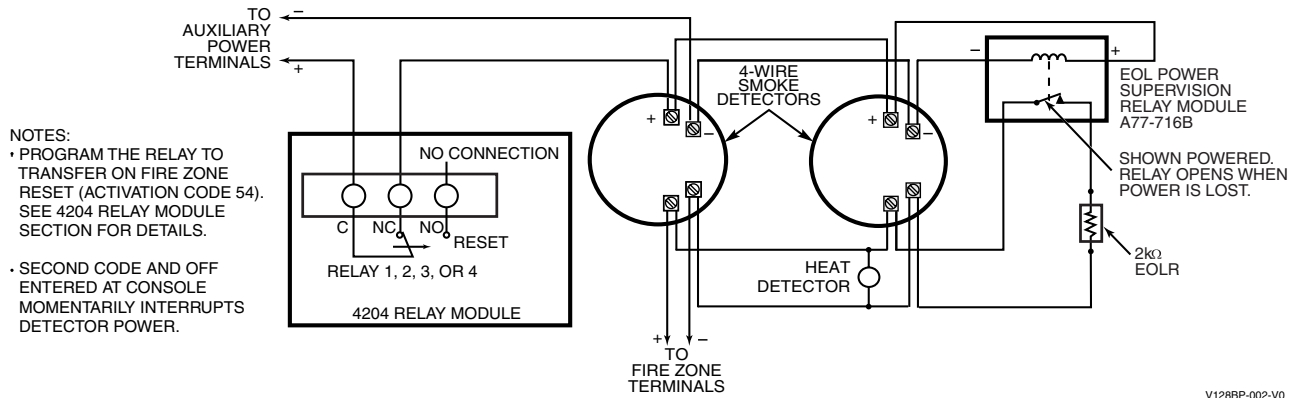 TO
AUXILIARY
POWER
TERMINALS
–
+
NOTES:
• PROGRAM THE RELAY TO
TRANSFER ON FIRE ZONE
RESET (ACTIVATION CODE 54).
SEE 4204 RELAY MODULE
SECTION FOR DETAILS.
• SECOND CODE AND OFF
ENTERED AT CONSOLE
MOMENTARILY INTERRUPTS
DETECTOR POWER.
NO CONNECTION
C
NC
NO
RESET
RELAY 1, 2, 3, OR 4
4204 RELAY MODULE
4-WIRE
SMOKE
DETECTORS
+
–
+
–
HEAT
DETECTOR
+
–
TO
FIRE ZONE
TERMINALS
–
+
EOL POWER
SUPERVISION
RELAY MODULE
A77-716B
SHOWN POWERED.
RELAY OPENS WHEN
POWER IS LOST.
2kΩ
EOLR
V128BP-002-V0